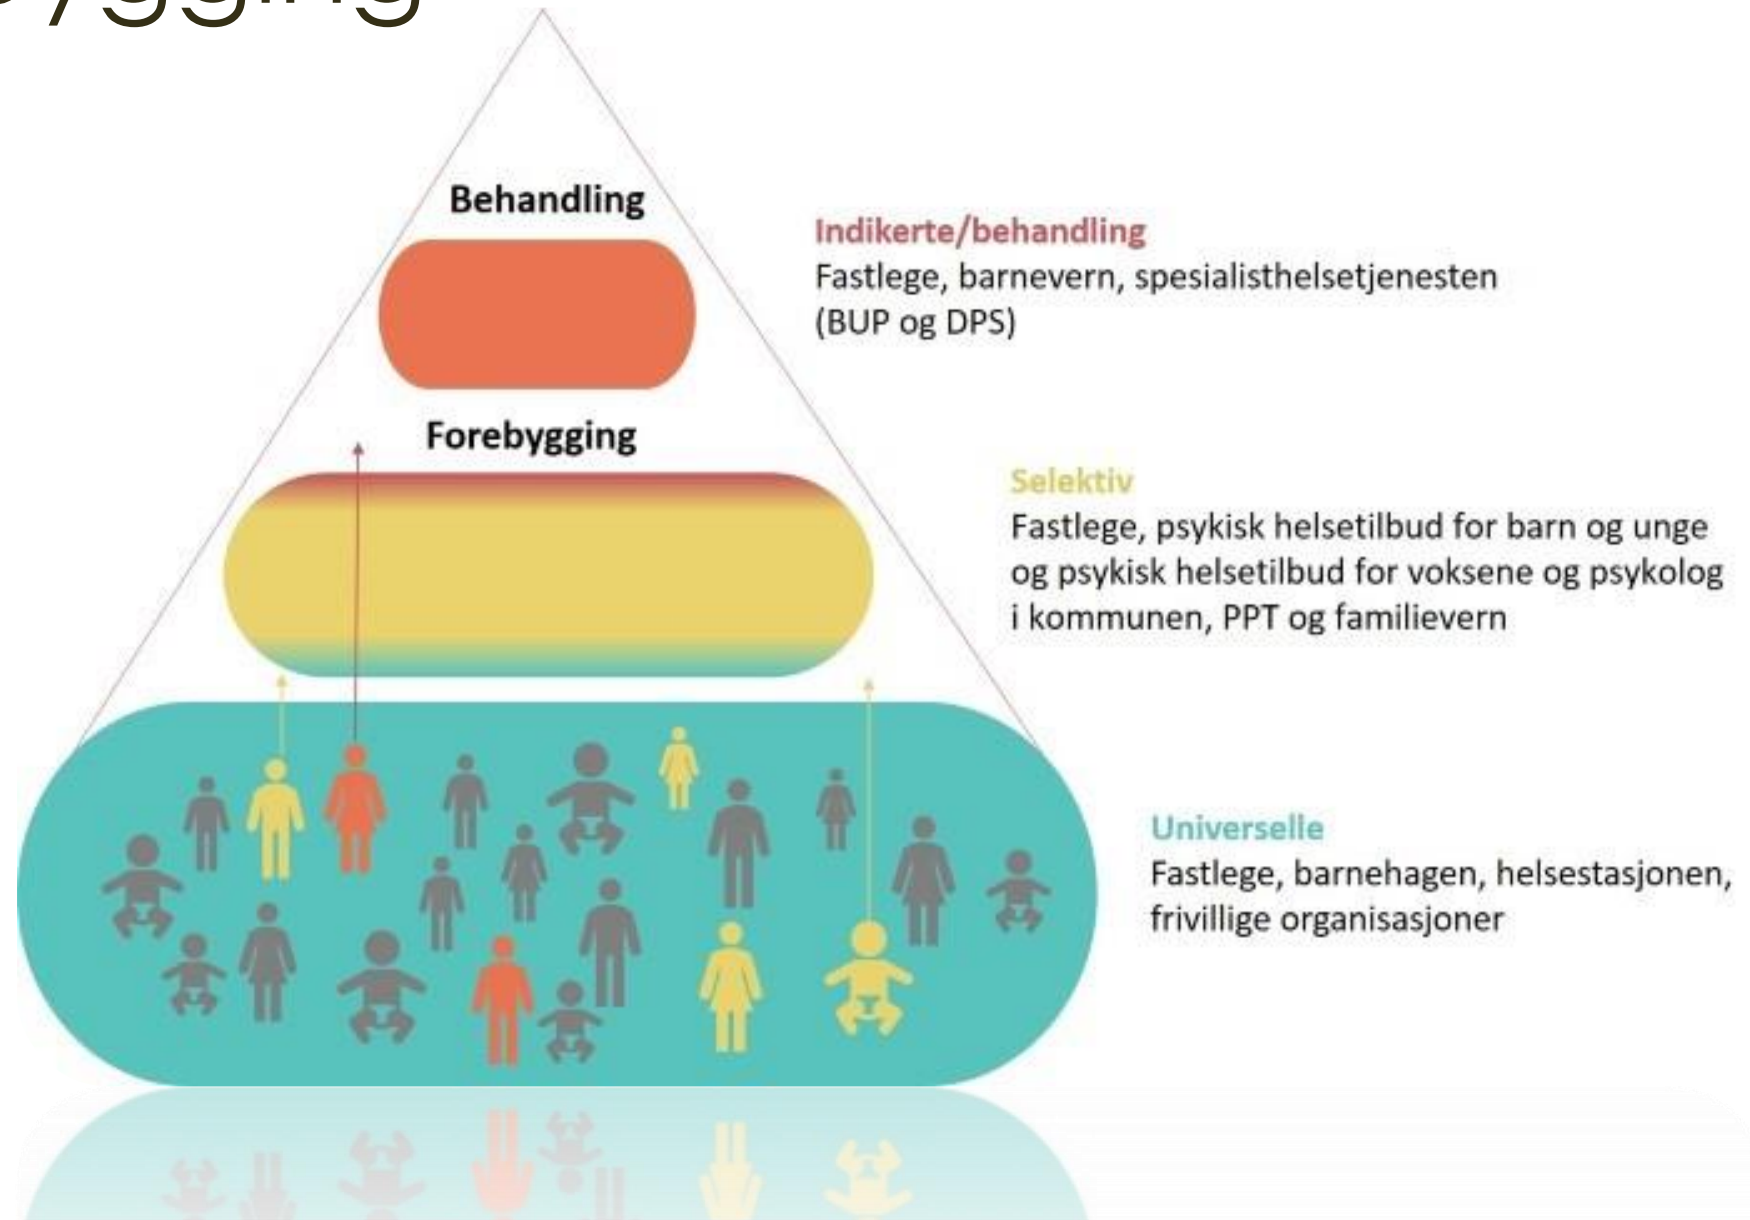 Behandling
Indikerte/behandling
Fastlege, barnevern, spesialisthelsetjenesten
(BUP og DPS)
Forebygging
Selektiv
Fastlege, psykisk helsetilbud for barn og unge
og psykisk helsetilbud for voksene og psykolog
i kommunen, PPT og familievern
Universelle
Fastlege, barnehagen, helsestasjonen,
frivillige organisasjoner